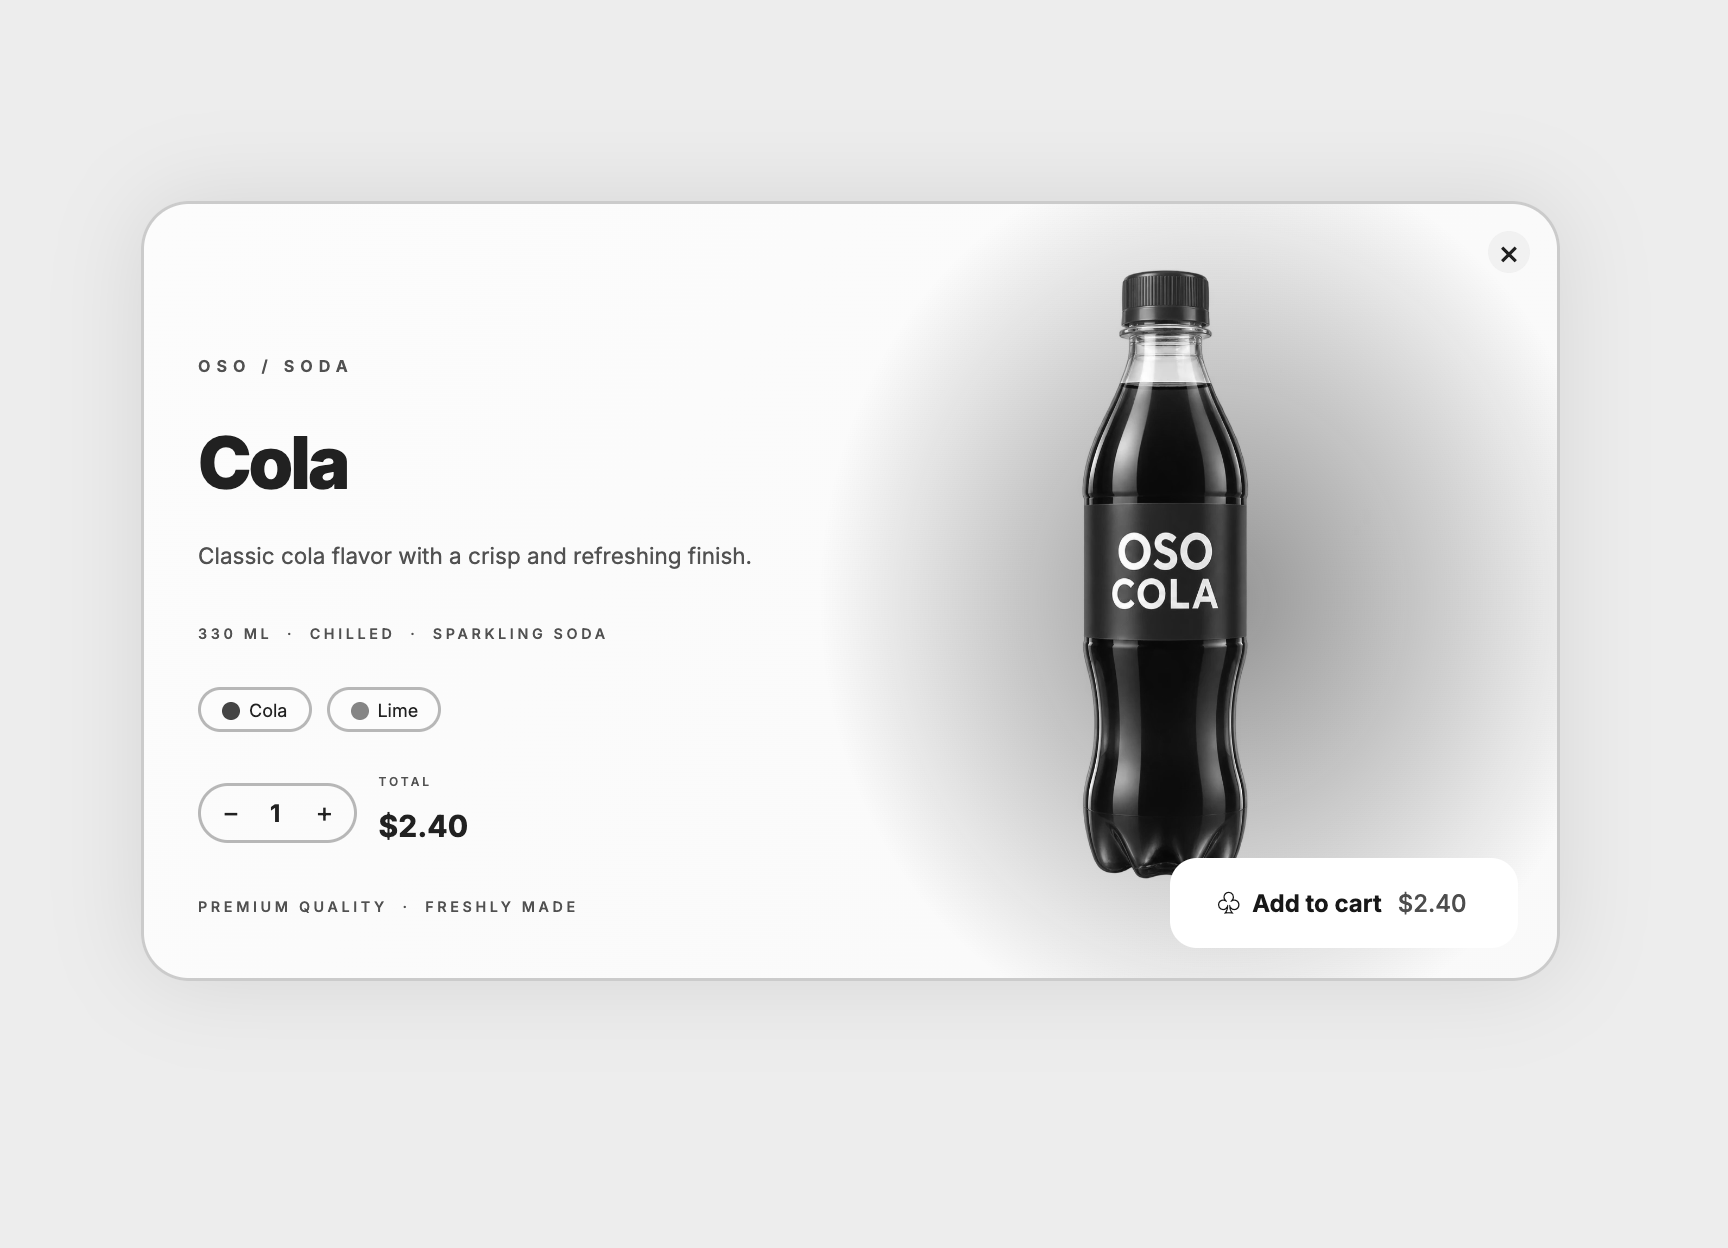 OSO / SODA
Cola
Classic cola flavor with a crisp and refreshing finish.
330 ML · CHILLED · SPARKLING SODA
Cola
Lime
− 1 +
TOTAL
$2.40
PREMIUM QUALITY · FRESHLY MADE
OSO
COLA
Add to cart $2.40